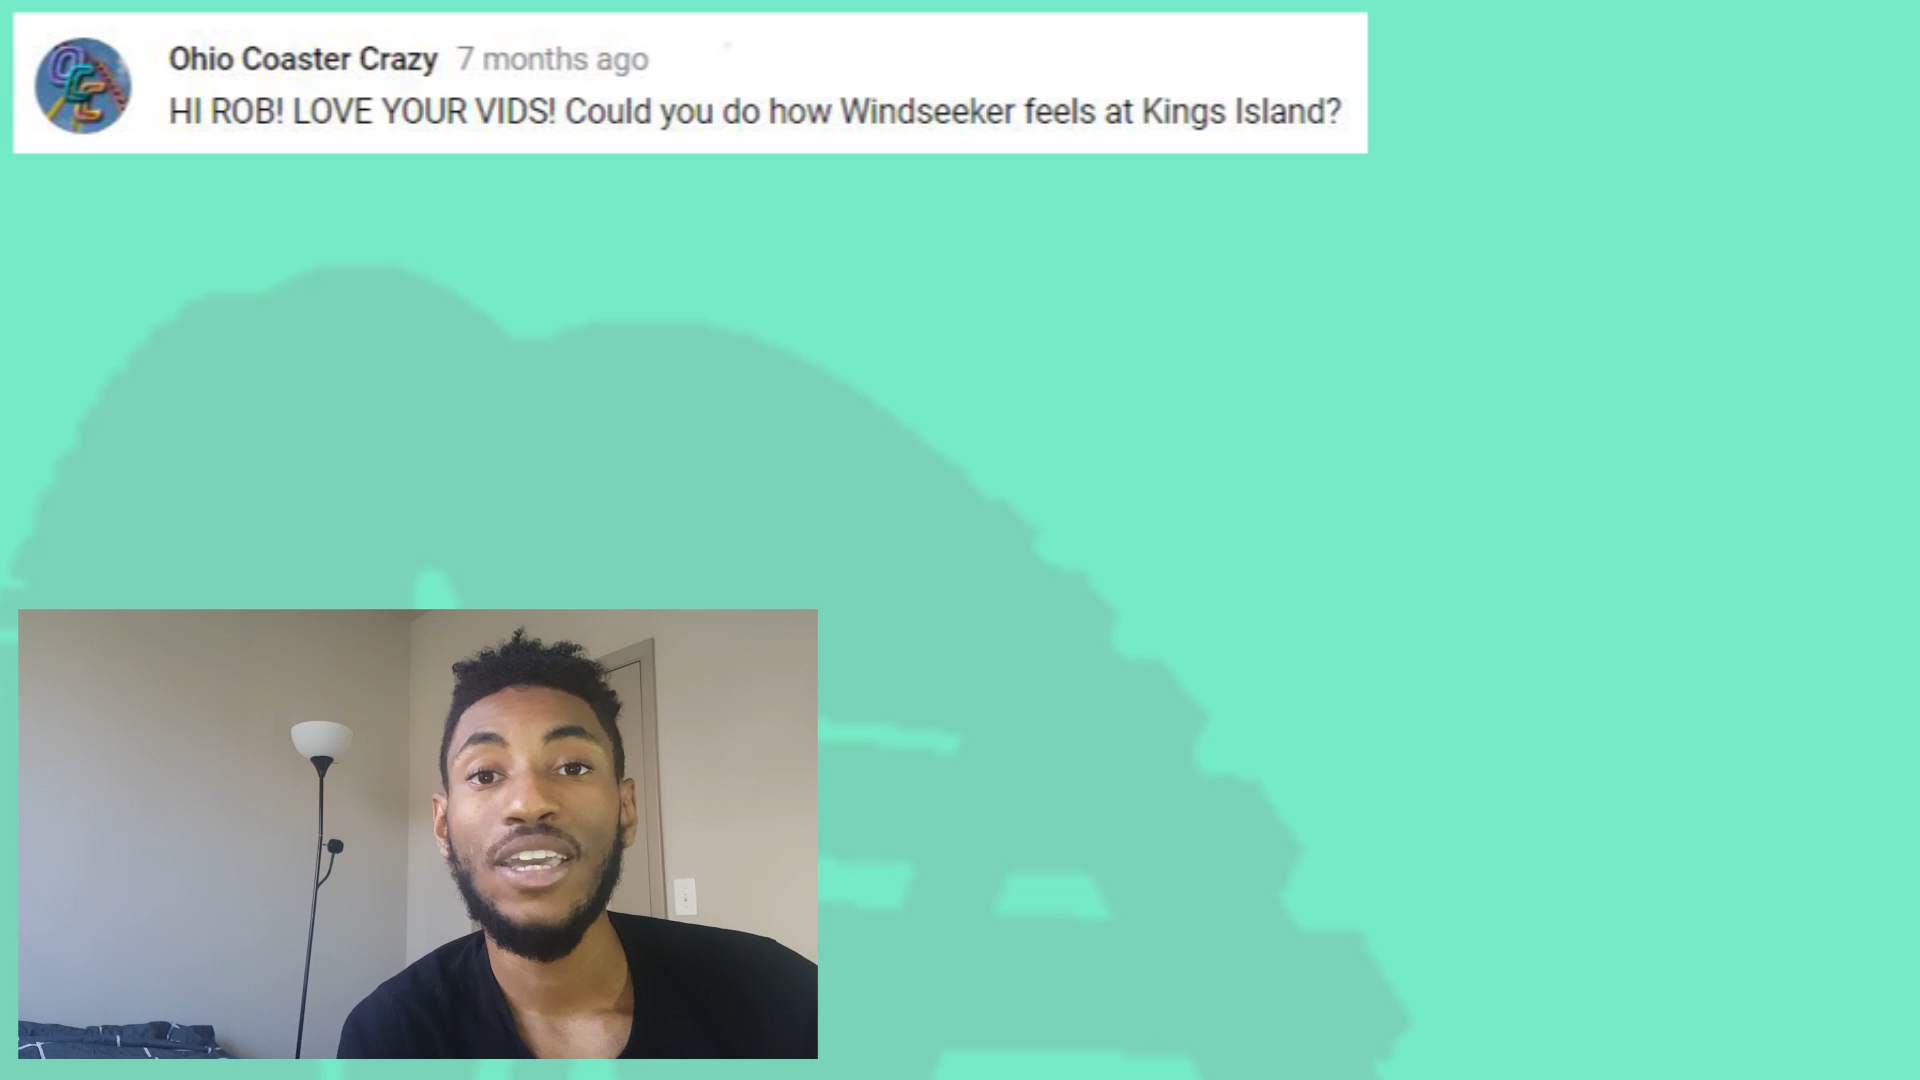 Ohio Coaster Crazy 7 months ago
HI ROB! LOVE YOUR VIDS! Could you do how Windseeker feels at Kings Island?
OCC